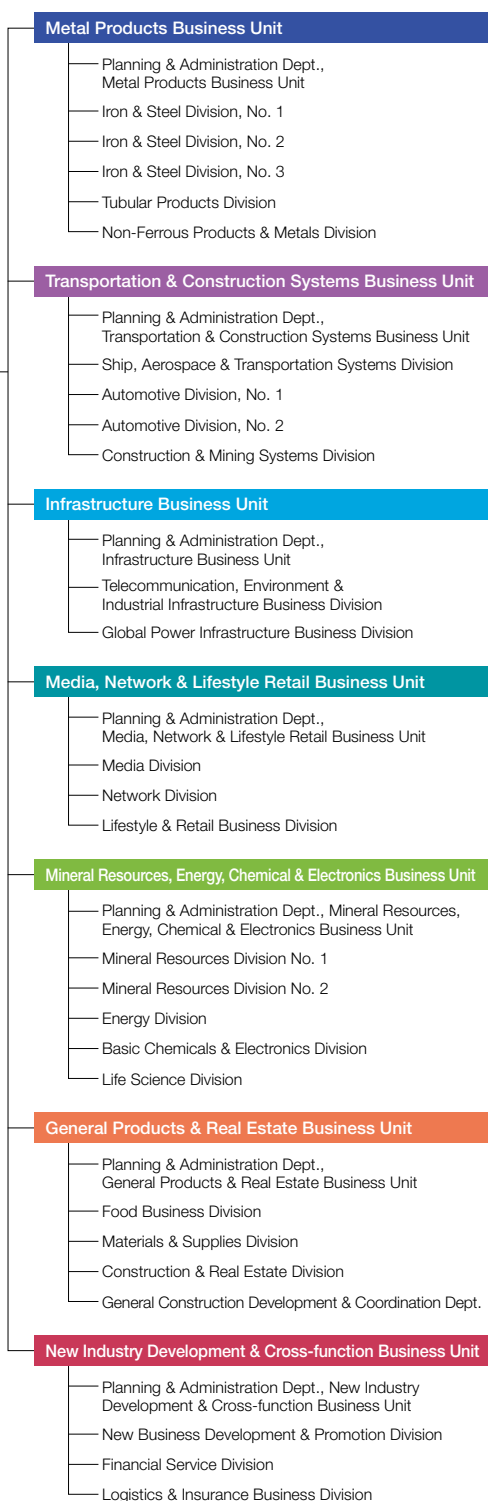 Metal Products Business Unit
Planning & Administration Dept.,
Metal Products Business Unit
Iron & Steel Division, No. 1
Iron & Steel Division, No. 2
Iron & Steel Division, No. 3
Tubular Products Division
Non-Ferrous Products & Metals Division
Transportation & Construction Systems Business Unit
Planning & Administration Dept.,
Transportation & Construction Systems Business Unit
Ship, Aerospace & Transportation Systems Division
Automotive Division, No. 1
Automotive Division, No. 2
Construction & Mining Systems Division
Infrastructure Business Unit
Planning & Administration Dept.,
Infrastructure Business Unit
Telecommunication, Environment &
Industrial Infrastructure Business Division
Global Power Infrastructure Business Division
Media, Network & Lifestyle Retail Business Unit
Planning & Administration Dept.,
Media, Network & Lifestyle Retail Business Unit
Media Division
Network Division
Lifestyle & Retail Business Division
Mineral Resources, Energy, Chemical & Electronics Business Unit
Planning & Administration Dept., Mineral Resources,
Energy, Chemical & Electronics Business Unit
Mineral Resources Division No. 1
Mineral Resources Division No. 2
Energy Division
Basic Chemicals & Electronics Division
Life Science Division
General Products & Real Estate Business Unit
Planning & Administration Dept.,
General Products & Real Estate Business Unit
Food Business Division
Materials & Supplies Division
Construction & Real Estate Division
General Construction Development & Coordination Dept.
New Industry Development & Cross-function Business Unit
Planning & Administration Dept., New Industry
Development & Cross-function Business Unit
New Business Development & Promotion Division
Financial Service Division
Logistics & Insurance Business Division